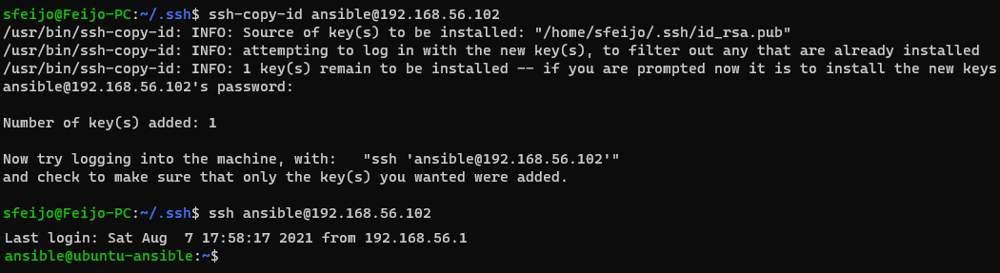 sfeijo@Feijo-PC:~/.ssh$ ssh-copy-id ansible@192.168.56.102
/usr/bin/ssh-copy-id: INFO: Source of key(s) to be installed: "/home/sfeijo/.ssh/id_rsa.pub"
/usr/bin/ssh-copy-id: INFO: attempting to log in with the new key(s), to filter out any that are already installed
/usr/bin/ssh-copy-id: INFO: 1 key(s) remain to be installed -- if you are prompted now it is to install the new keys
ansible@192.168.56.102's password:
Number of key(s) added: 1
Now try logging into the machine, with:   "ssh 'ansible@192.168.56.102'"
and check to make sure that only the key(s) you wanted were added.
sfeijo@Feijo-PC:~/.ssh$ ssh ansible@192.168.56.102
Last login: Sat Aug  7 17:58:17 2021 from 192.168.56.1
ansible@ubuntu-ansible:~$